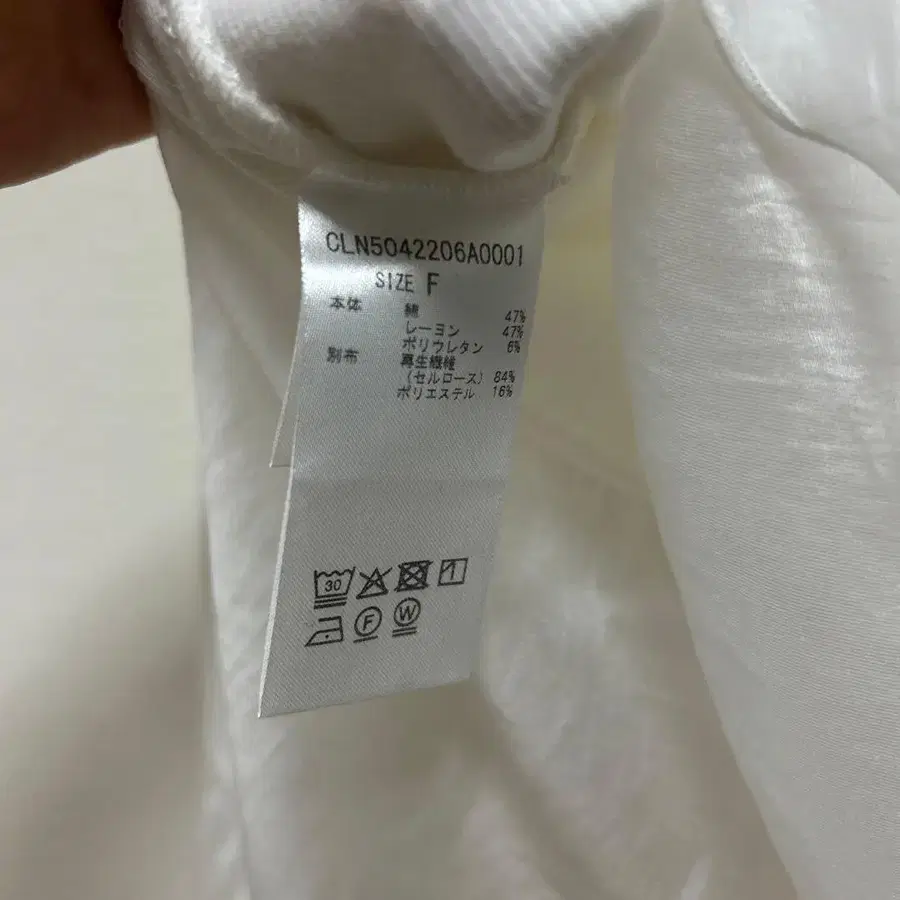 CLN5042206A0001
SIZE F
本体 綿 47%
レーヨン 47%
ポリウレタン 6%
別布 再生繊維
(セルロース) 84%
ポリエステル 16%
30
F W